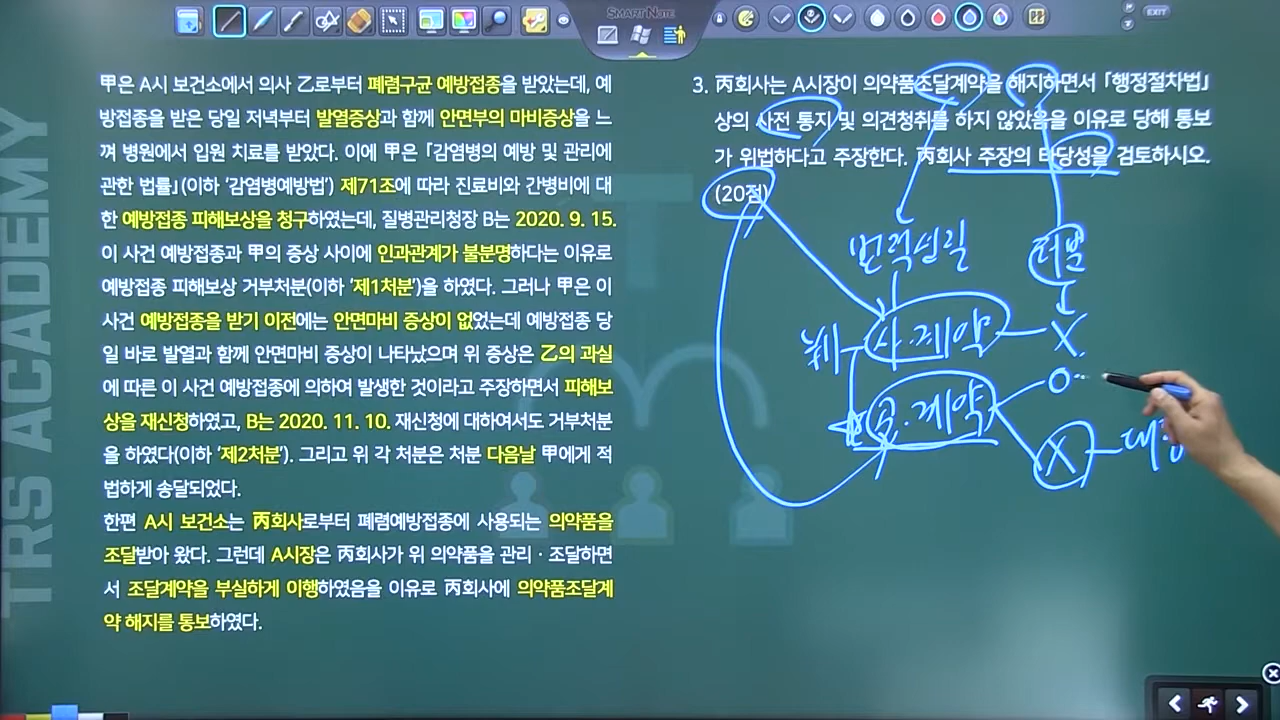 SMARTNOTE
EXIT
TRS ACADEMY
甲은 A시 보건소에서 의사 乙로부터 폐렴구균 예방접종을 받았는데, 예
방접종을 받은 당일 저녁부터 발열증상과 함께 안면부의 마비증상을 느
껴 병원에서 입원 치료를 받았다. 이에 甲은 「감염병의 예방 및 관리에
관한 법률」(이하 '감염병예방법') 제71조에 따라 진료비와 간병비에 대
한 예방접종 피해보상을 청구하였는데, 질병관리청장 B는 2020. 9. 15.
이 사건 예방접종과 甲의 증상 사이에 인과관계가 불분명하다는 이유로
예방접종 피해보상 거부처분(이하 '제1처분')을 하였다. 그러나 甲은 이
사건 예방접종을 받기 이전에는 안면마비 증상이 없었는데 예방접종 당
일 바로 발열과 함께 안면마비 증상이 나타났으며 위 증상은 乙의 과실
에 따른 이 사건 예방접종에 의하여 발생한 것이라고 주장하면서 피해보
상을 재신청하였고, B는 2020. 11. 10. 재신청에 대하여서도 거부처분
을 하였다(이하 '제2처분'). 그리고 위 각 처분은 처분 다음날 甲에게 적
법하게 송달되었다.
한편 A시 보건소는 丙회사로부터 폐렴예방접종에 사용되는 의약품을
조달받아 왔다. 그런데 A시장은 丙회사가 위 의약품을 관리 · 조달하면
서 조달계약을 부실하게 이행하였음을 이유로 丙회사에 의약품조달계
약 해지를 통보하였다.
3. 丙회사는 A시장이 의약품조달계약을 해지하면서 「행정절차법」
상의 사전 통지 및 의견청취를 하지 않았음을 이유로 당해 통보
가 위법하다고 주장한다. 丙회사 주장의 타당성을 검토하시오.
(20점)
처분
사.계약
X
공.계약
O
X